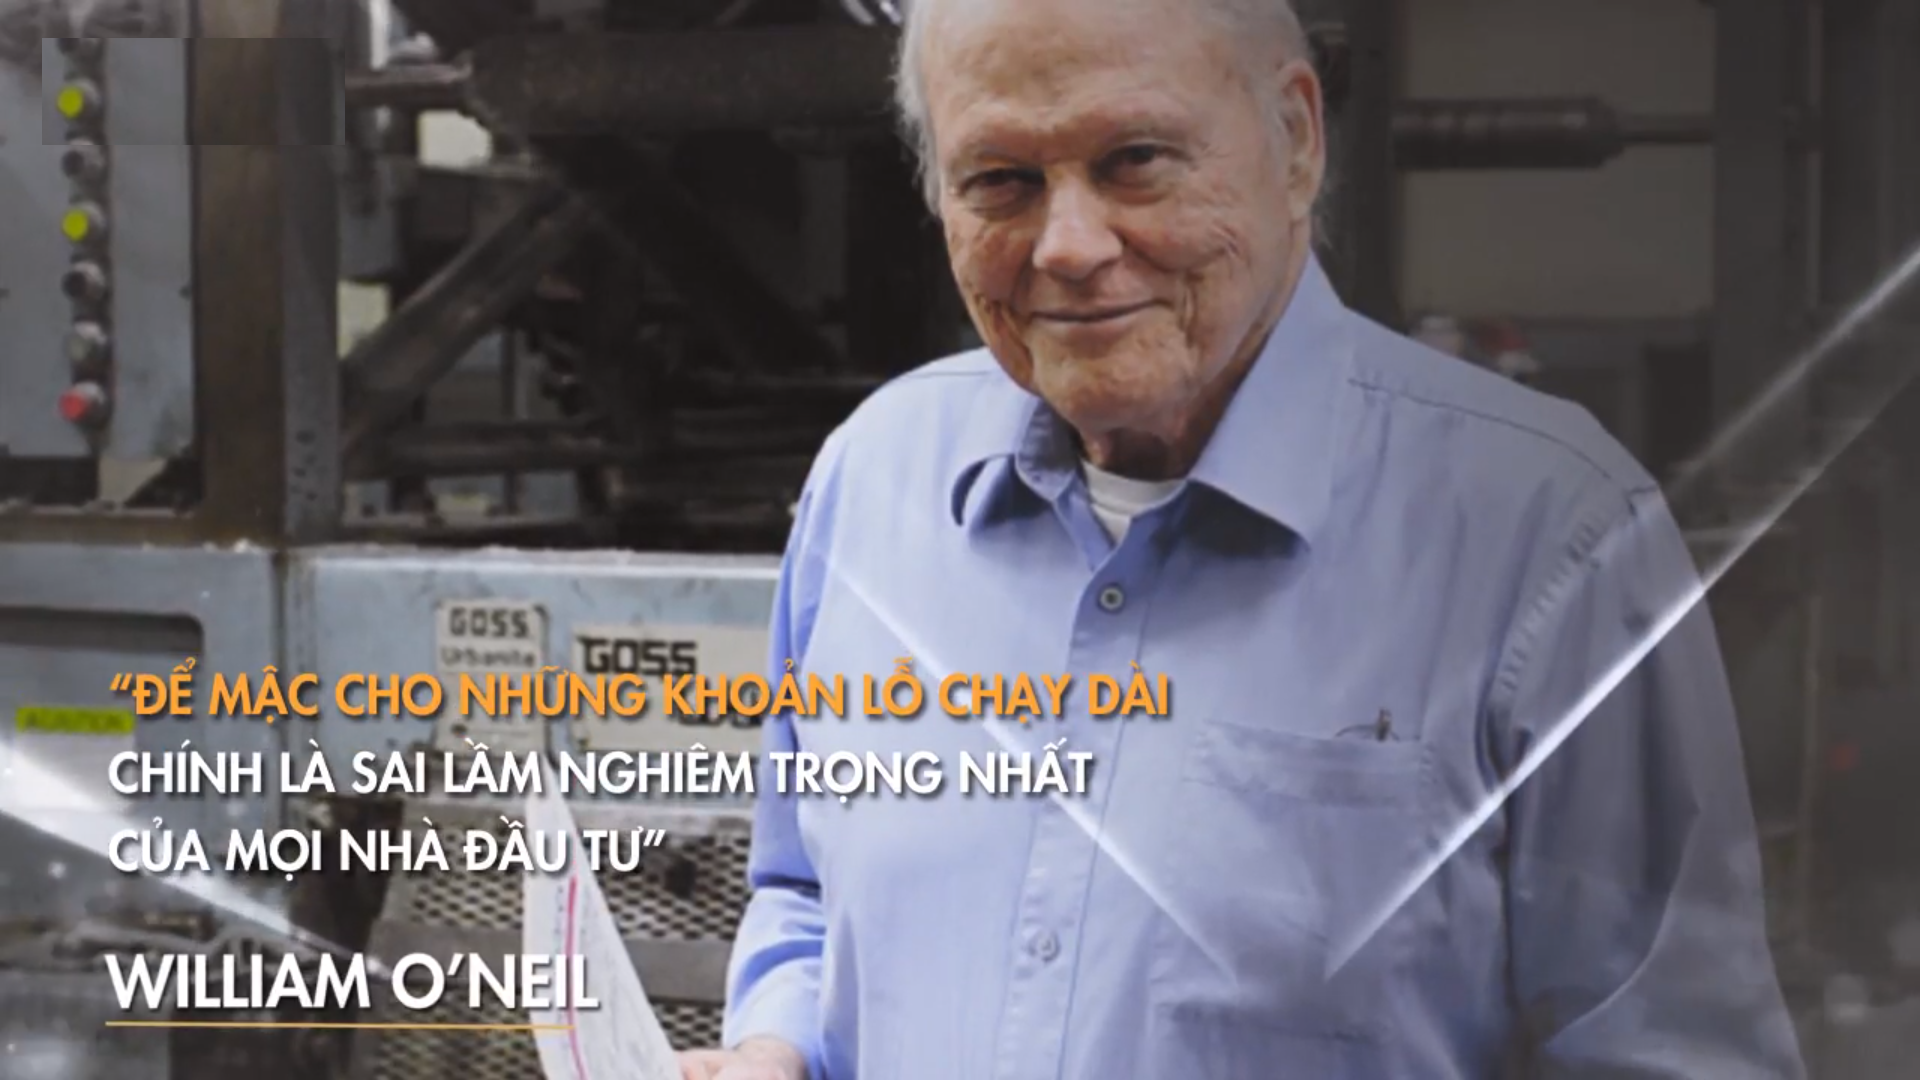 GOSS
Urbanite
GOSS
“ĐỂ MẶC CHO NHỮNG KHOẢN LỖ CHẠY DÀI
CHÍNH LÀ SAI LẦM NGHIÊM TRỌNG NHẤT
CỦA MỌI NHÀ ĐẦU TƯ”
WILLIAM O’NEIL